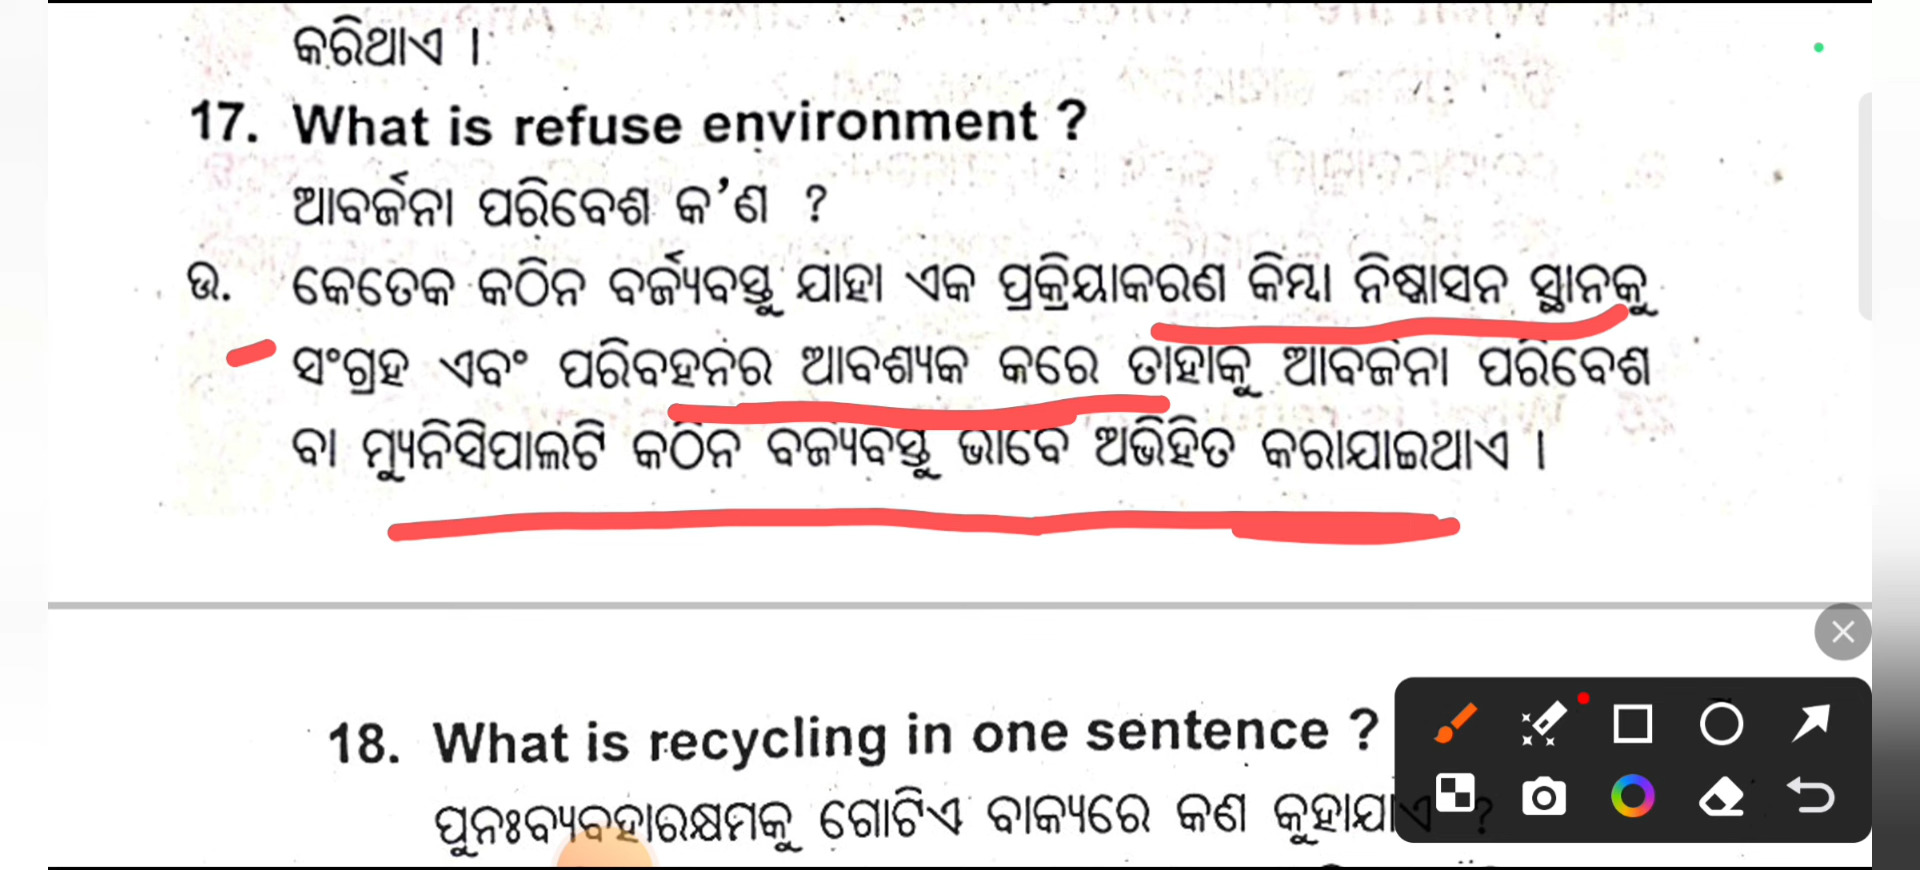 କରିଥାଏ ।
17. What is refuse environment ?
ଆବର୍ଜନା ପରିବେଶ କ'ଣ ?
ଉ. କେତେକ କଠିନ ବର୍ଜ୍ୟବସ୍ତୁ ଯାହା ଏକ ପ୍ରକ୍ରିୟାକରଣ କିମ୍ବା ନିଷ୍କାସନ ସ୍ଥାନକୁ
ସଂଗ୍ରହ ଏବଂ ପରିବହନର ଆବଶ୍ୟକ କରେ ତାହାକୁ ଆବର୍ଜନା ପରିବେଶ
ବା ମ୍ୟୁନିସିପାଲଟି କଠିନ ବର୍ଜ୍ୟବସ୍ତୁ ଭାବେ ଅଭିହିତ କରାଯାଇଥାଏ ।
18. What is recycling in one sentence ?
ପୁନଃବ୍ୟବହାରକ୍ଷମକୁ ଗୋଟିଏ ବାକ୍ୟରେ କଣ କୁହାଯାଏ ?